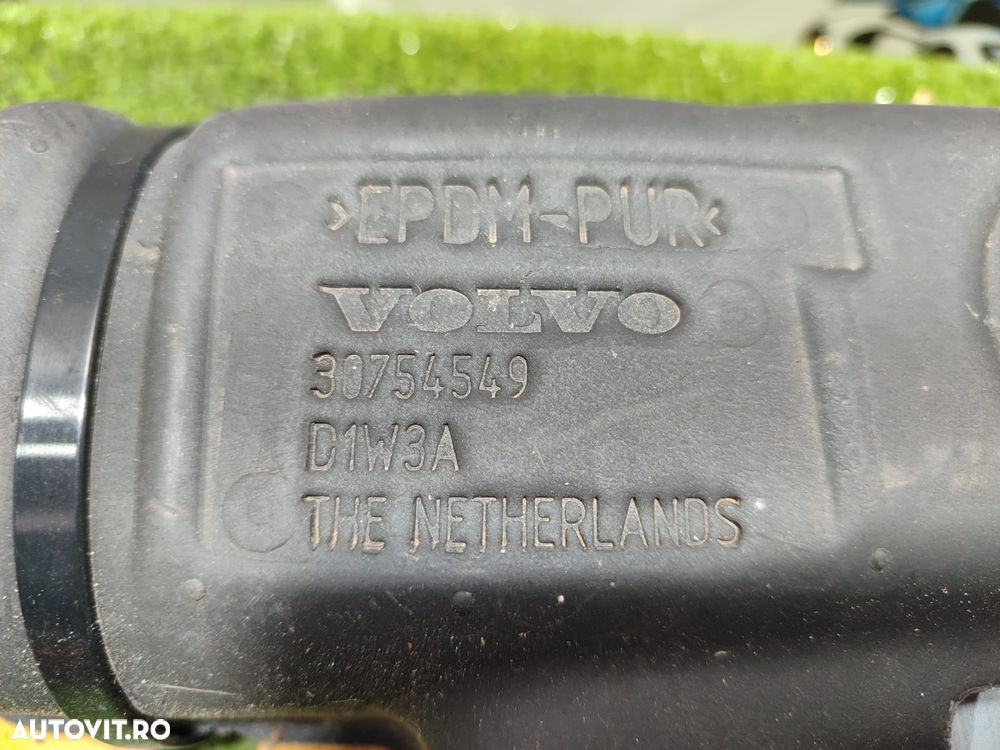 >EPDM-PUR<
VOLVO
30754549
D1W3A
THE NETHERLANDS
AUTOVIT.RO